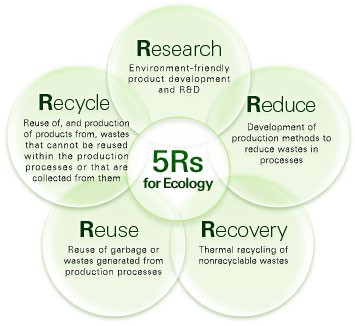 Research
Environment-friendly
product development
and R&D
Recycle
Reuse of, and production
of products from, wastes
that cannot be reused
within the production
processes or that are
collected from them
Reduce
Development of
production methods to
reduce wastes in
processes
5Rs
for Ecology
Reuse
Reuse of garbage or
wastes generated from
production processes
Recovery
Thermal recycling of
nonrecyclable wastes